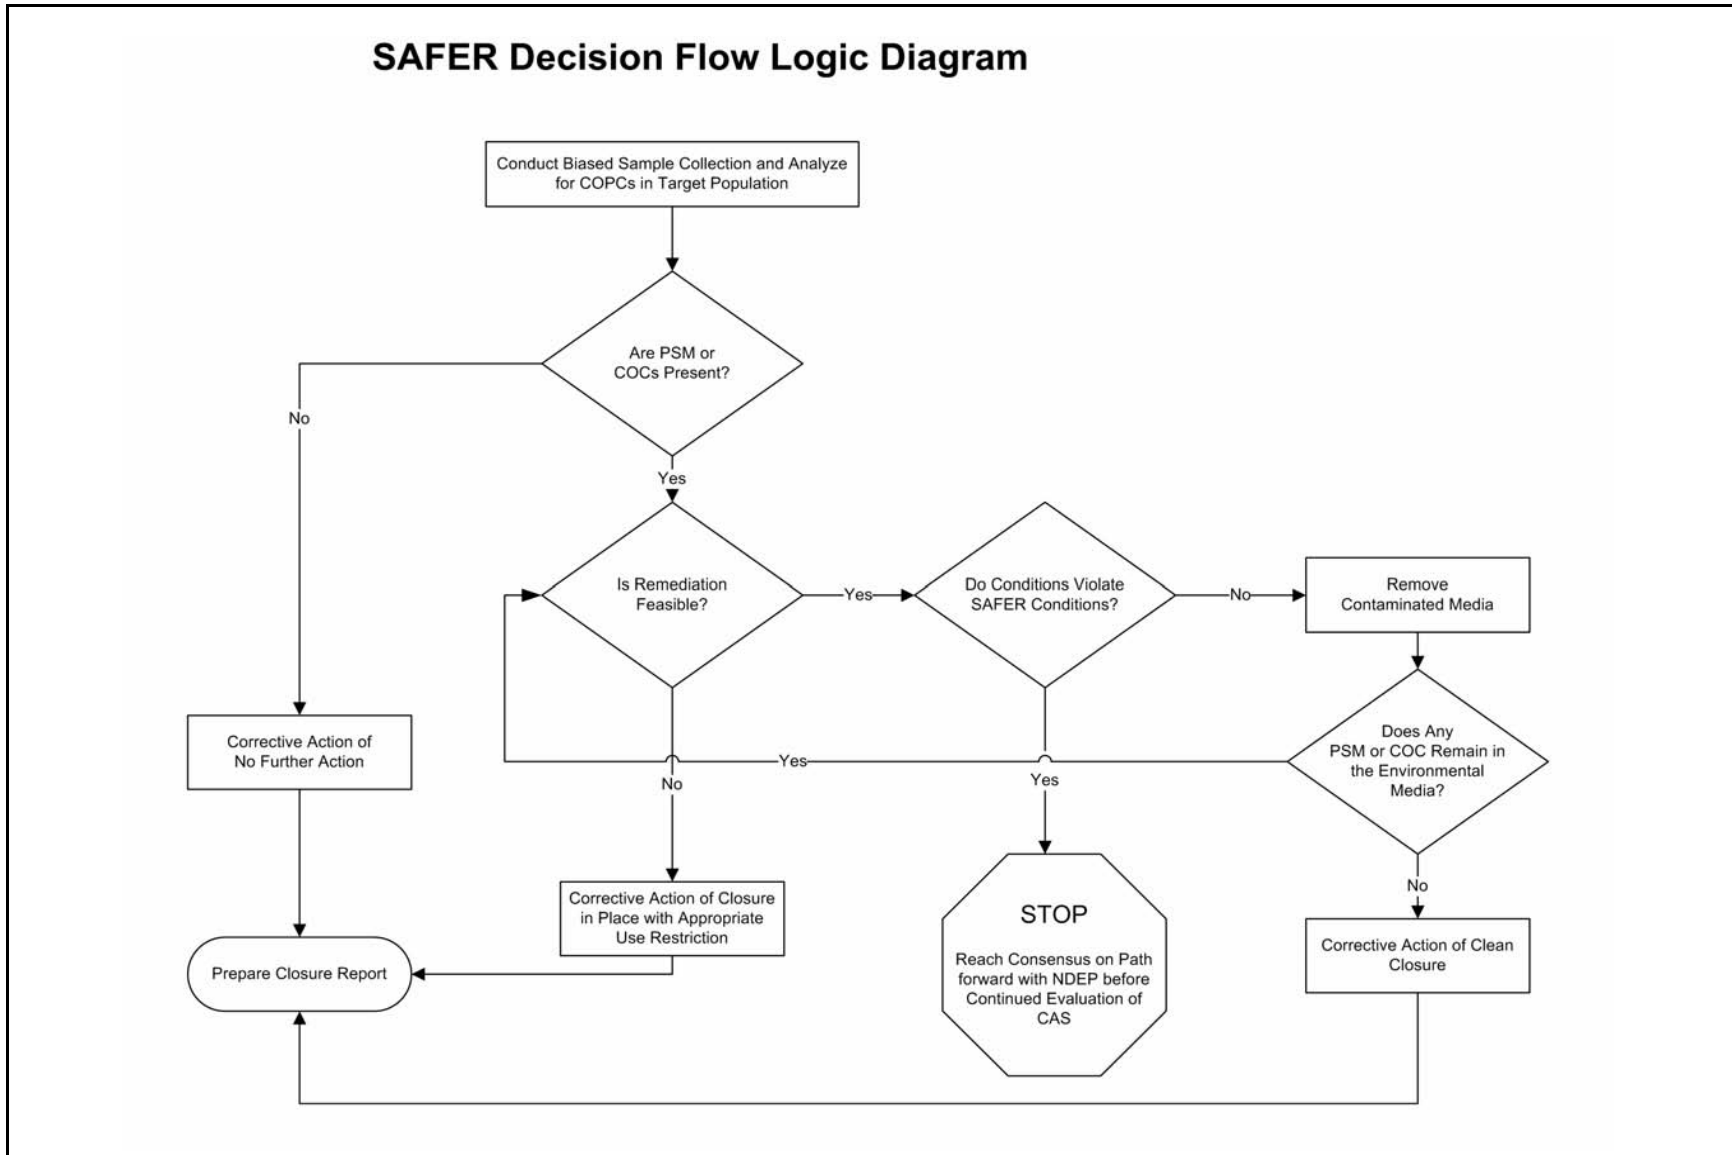 SAFER Decision Flow Logic Diagram
Conduct Biased Sample Collection and Analyze
for COPCs in Target Population
Are PSM or
COCs Present?
No
Yes
Is Remediation
Feasible?
Yes
Do Conditions Violate
SAFER Conditions?
No
Remove
Contaminated Media
Corrective Action of
No Further Action
Does Any
PSM or COC Remain in
the Environmental
Media?
Yes
No
Yes
No
Corrective Action of Closure
in Place with Appropriate
Use Restriction
STOP
Reach Consensus on Path
forward with NDEP before
Continued Evaluation of
CAS
Corrective Action of Clean
Closure
Prepare Closure Report